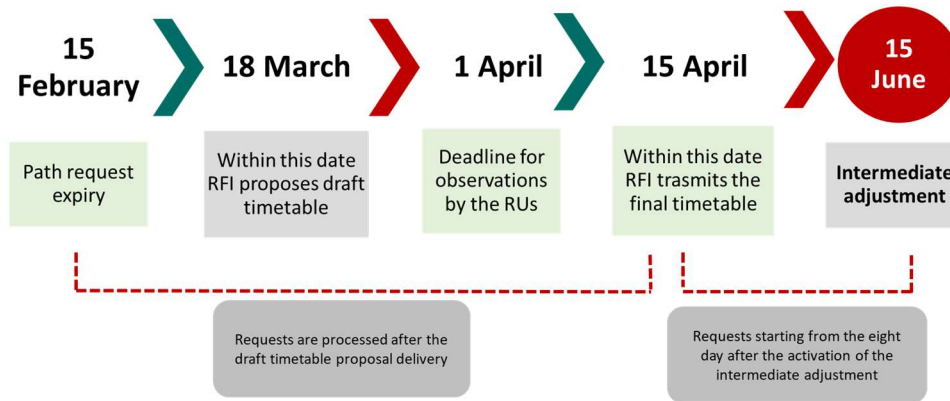 15
February
18 March
1 April
15 April
15
June
Path request
expiry
Within this date
RFI proposes draft
timetable
Deadline for
observations
by the RUs
Within this date
RFI trasmits the
final timetable
Intermediate
adjustment
Requests are processed after the
draft timetable proposal delivery
Requests starting from the eight
day after the activation of the
intermediate adjustment